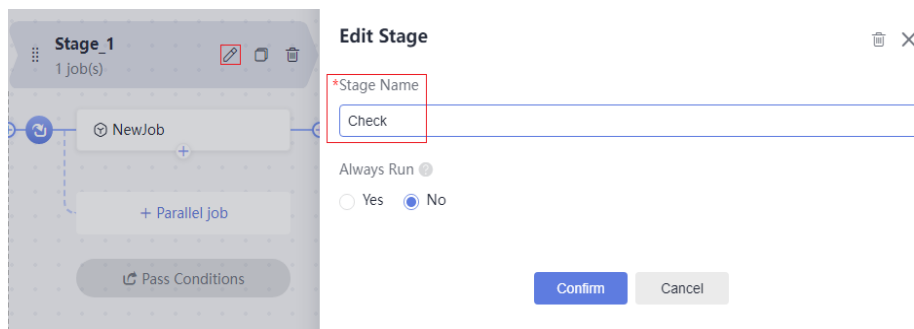 Stage_1
1 job(s)
NewJob
+ Parallel job
Pass Conditions
Edit Stage
*Stage Name
Check
Always Run
Yes No
Confirm Cancel